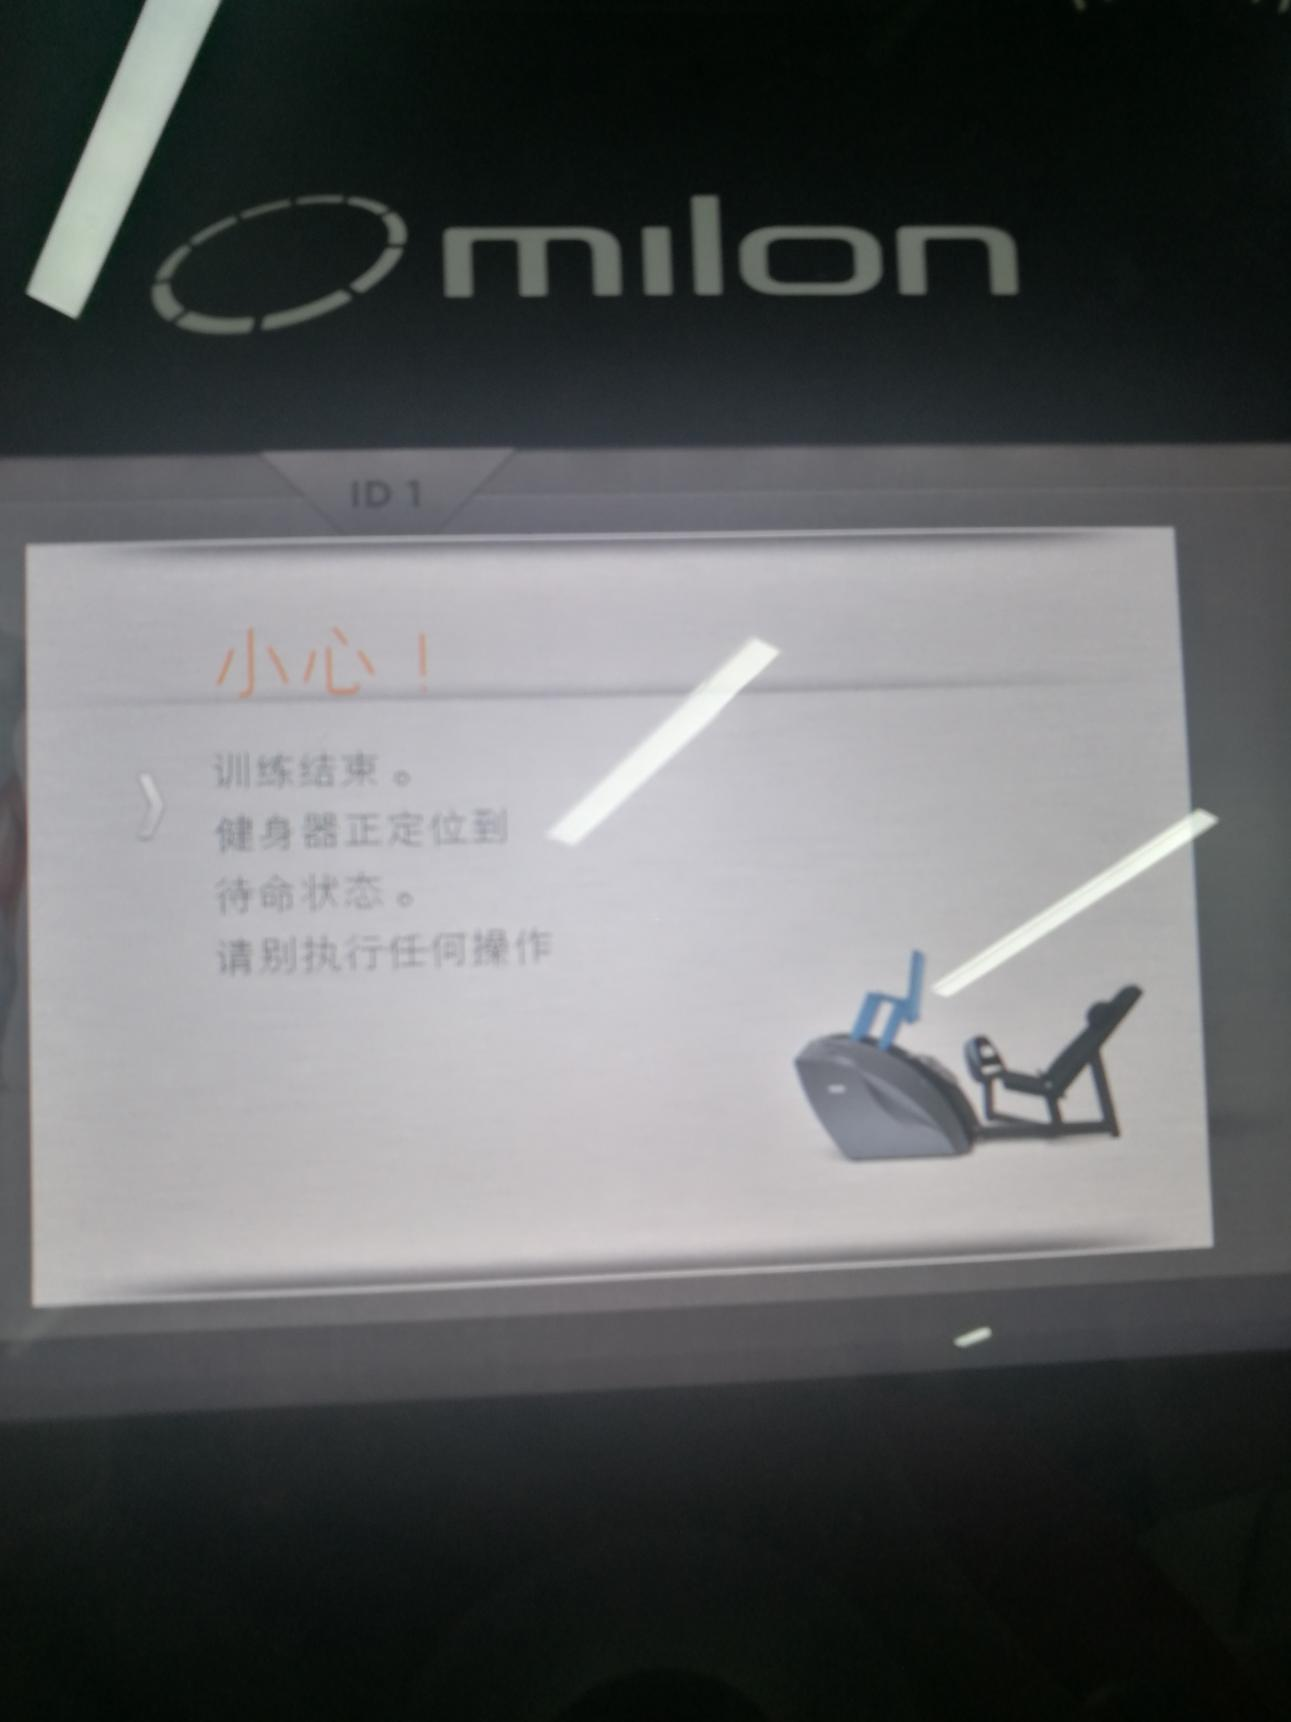 milon
ID 1
小心！
训练结束。
健身器正定位到
待命状态。
请别执行任何操作